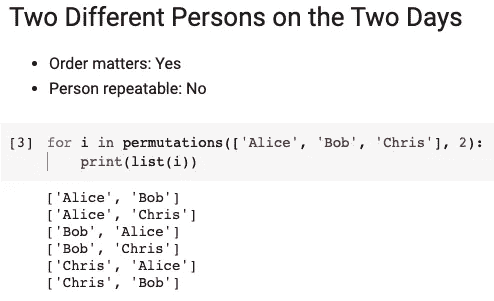 Two Different Persons on the Two Days
• Order matters: Yes
• Person repeatable: No
[3] for i in permutations(['Alice', 'Bob', 'Chris'], 2):
    print(list(i))
['Alice', 'Bob']
['Alice', 'Chris']
['Bob', 'Alice']
['Bob', 'Chris']
['Chris', 'Alice']
['Chris', 'Bob']